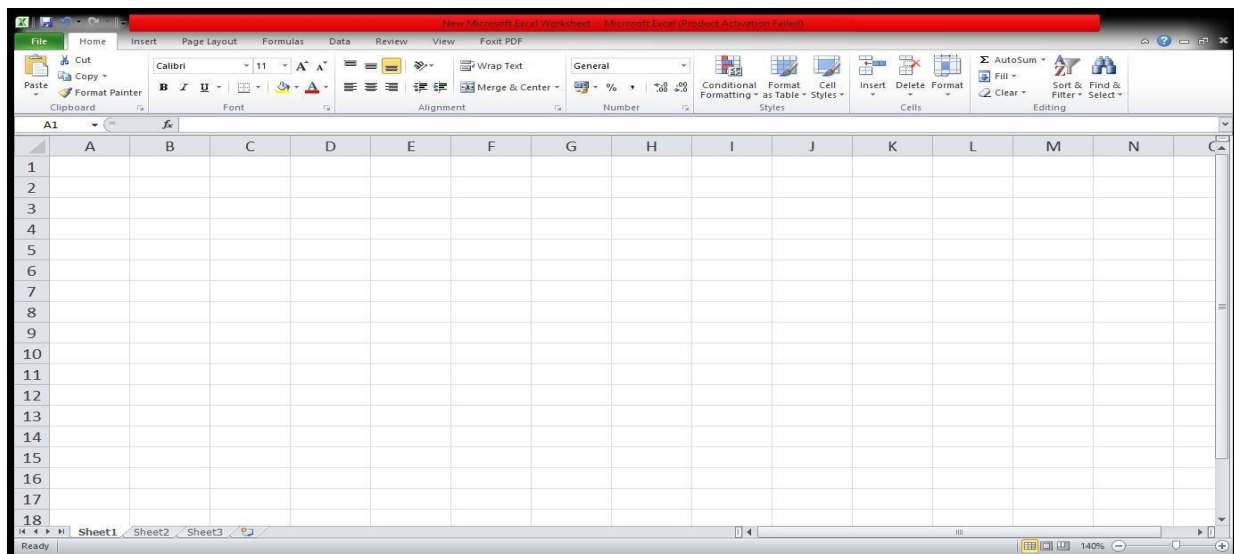 New Microsoft Excel Worksheet - Microsoft Excel (Product Activation Failed)
File Home Insert Page Layout Formulas Data Review View Foxit PDF
Paste
Cut
Copy
Format Painter
Clipboard
Calibri 11 A A
B I U A
Font
Wrap Text
Merge & Center
Alignment
General
% , .0 .00 .00 .0
Number
Conditional Formatting
Format as Table
Cell Styles
Styles
Insert Delete Format
Cells
Σ AutoSum
Fill
Clear
Sort & Filter
Find & Select
Editing
A1 fx
A B C D E F G H I J K L M N
1
2
3
4
5
6
7
8
9
10
11
12
13
14
15
16
17
18
Sheet1 Sheet2 Sheet3
Ready 140%